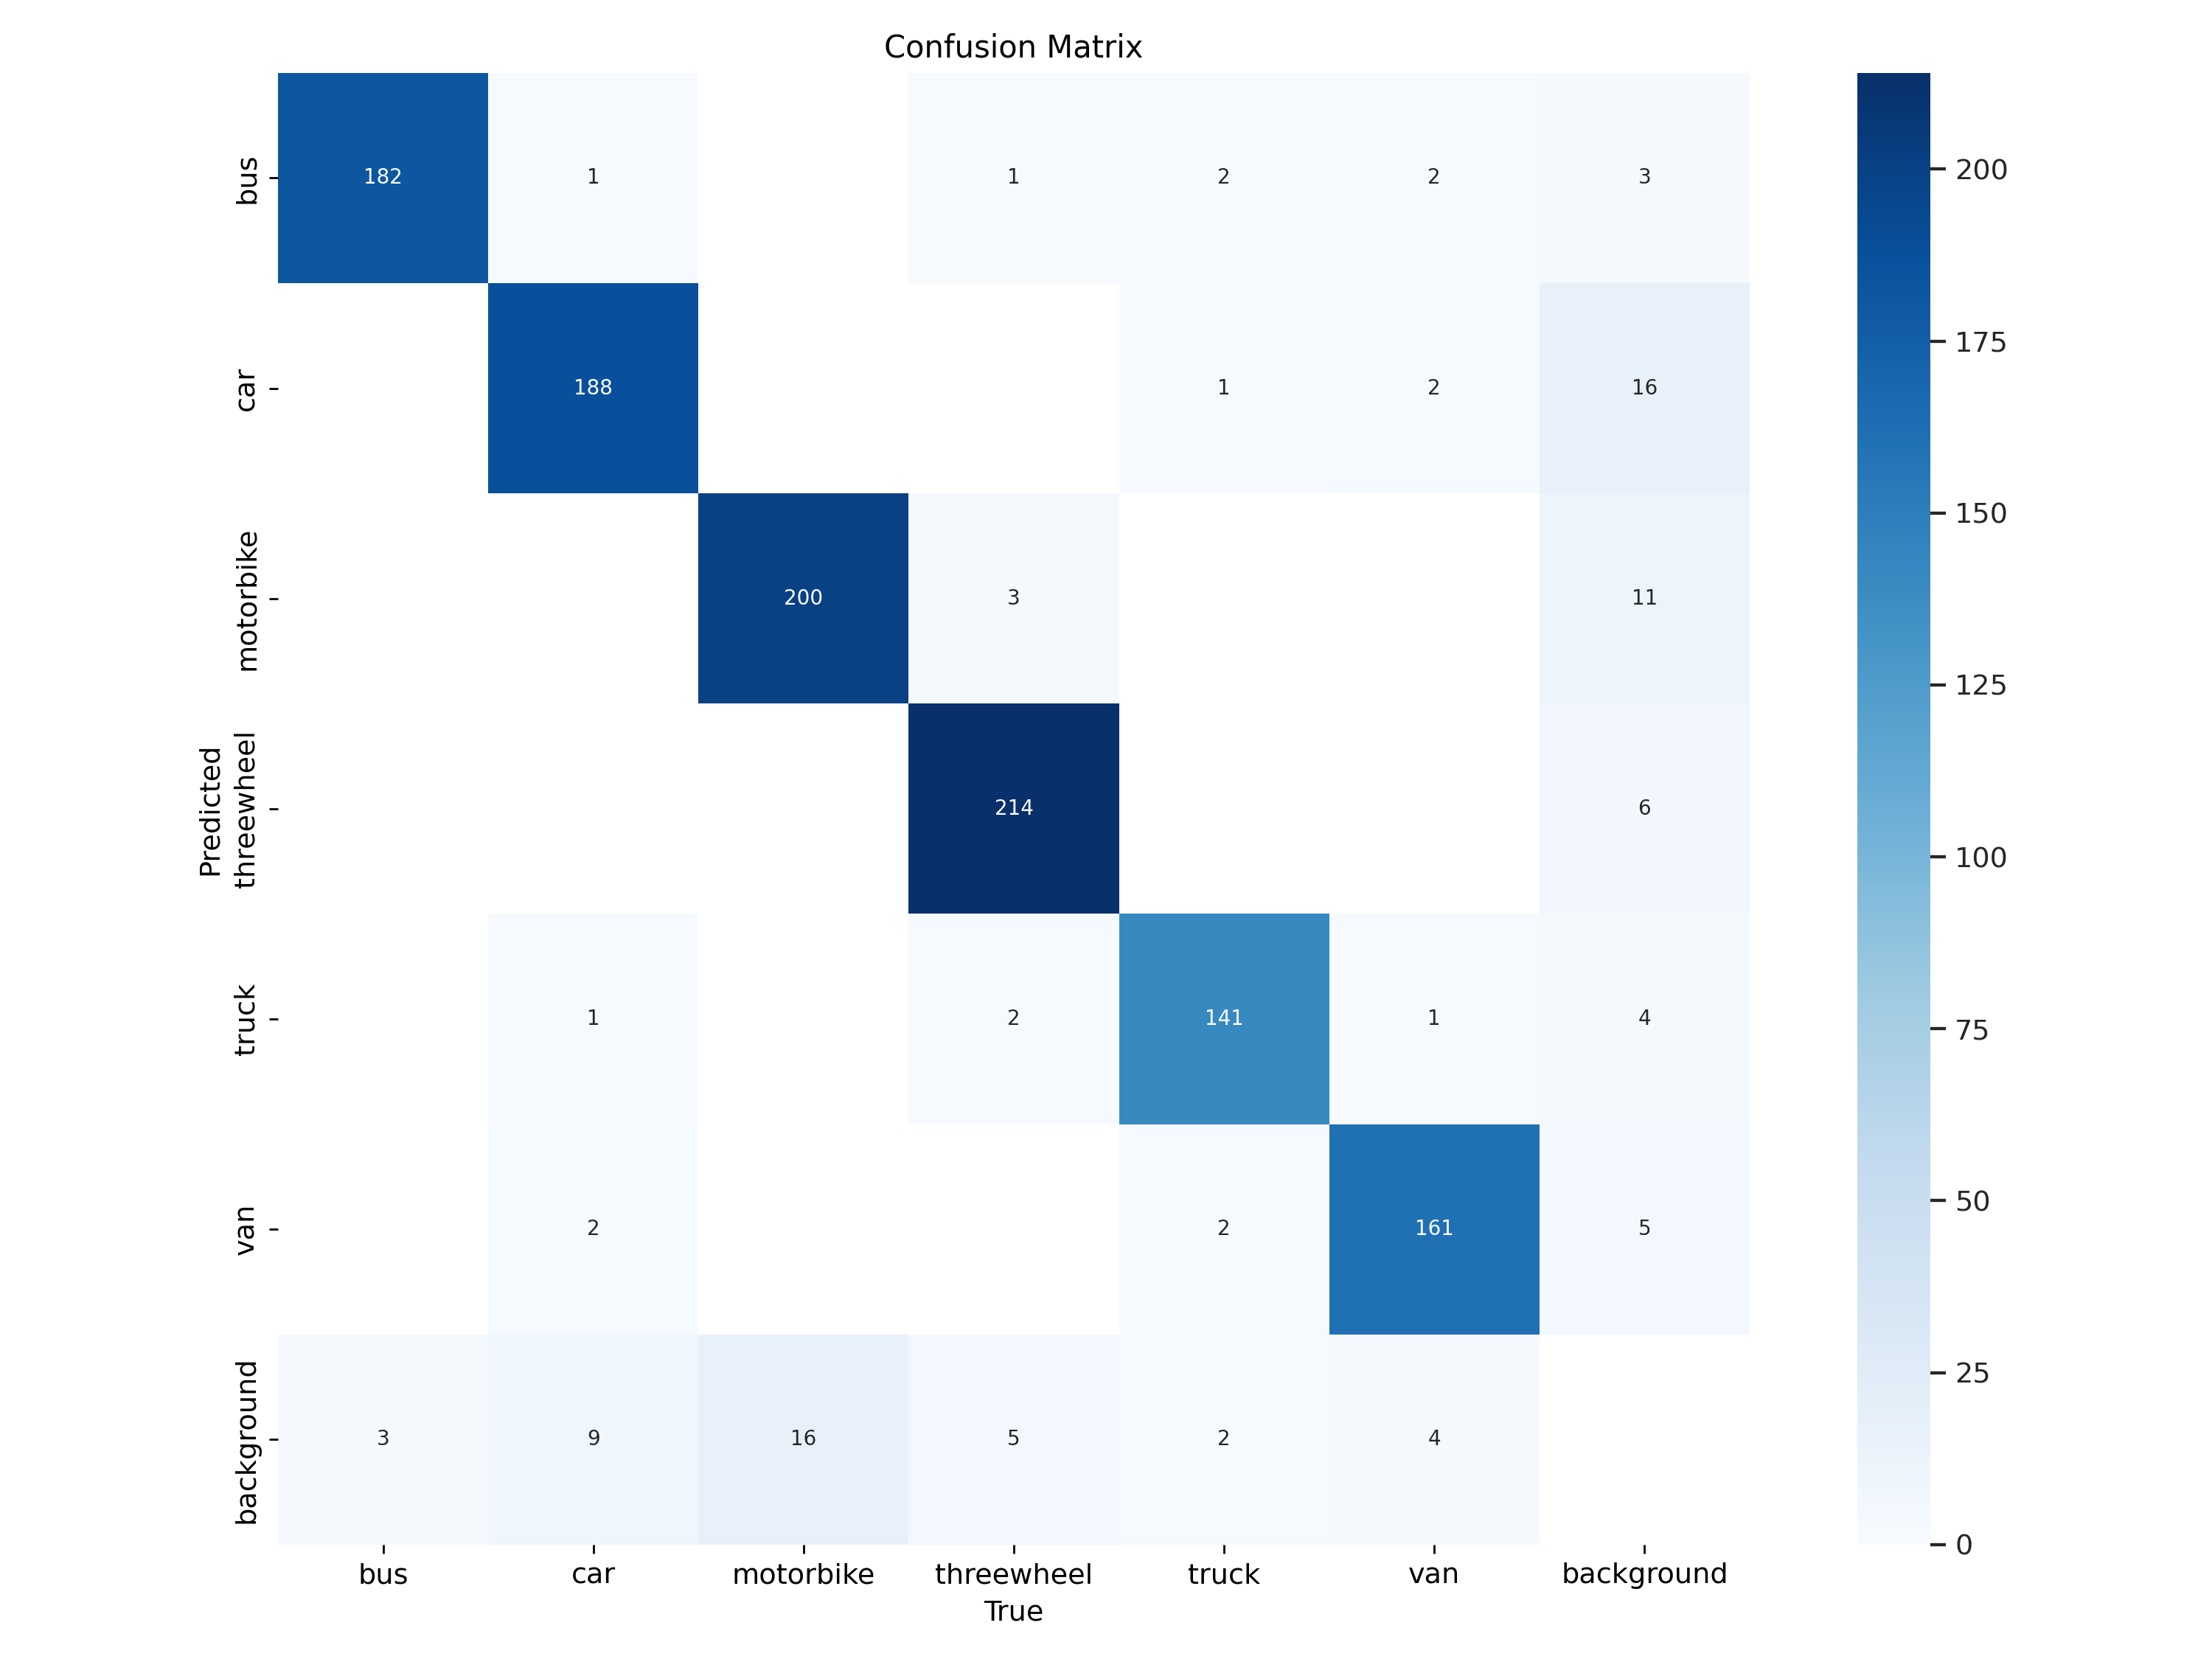 Confusion Matrix
bus
182 1 1 2 2 3
car
188 1 2 16
motorbike
200 3 11
Predicted
threewheel
214 6
truck
1 2 141 1 4
van
2 2 161 5
background
3 9 16 5 2 4
bus car motorbike threewheel truck van background
True
200
175
150
125
100
75
50
25
0